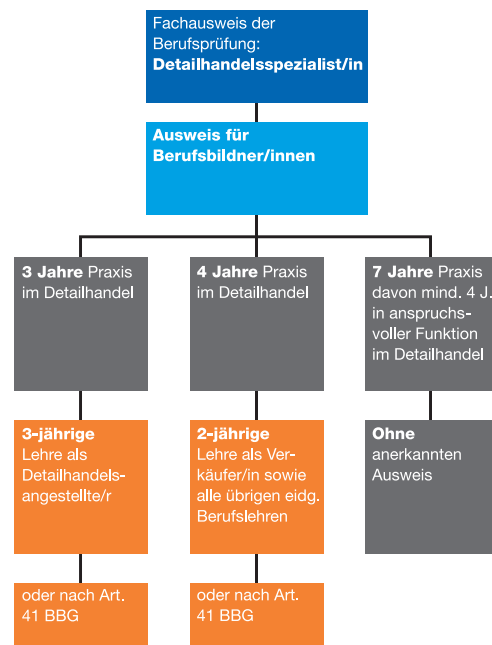 Fachausweis der
Berufsprüfung:
Detailhandelsspezialist/in
Ausweis für
Berufsbildner/innen
3 Jahre Praxis
im Detailhandel
4 Jahre Praxis
im Detailhandel
7 Jahre Praxis
davon mind. 4 J.
in anspruchs-
voller Funktion
im Detailhandel
3-jährige
Lehre als
Detailhandels-
angestellte/r
2-jährige
Lehre als Ver-
käufer/in sowie
alle übrigen eidg.
Berufslehren
Ohne
anerkannten
Ausweis
oder nach Art.
41 BBG
oder nach Art.
41 BBG